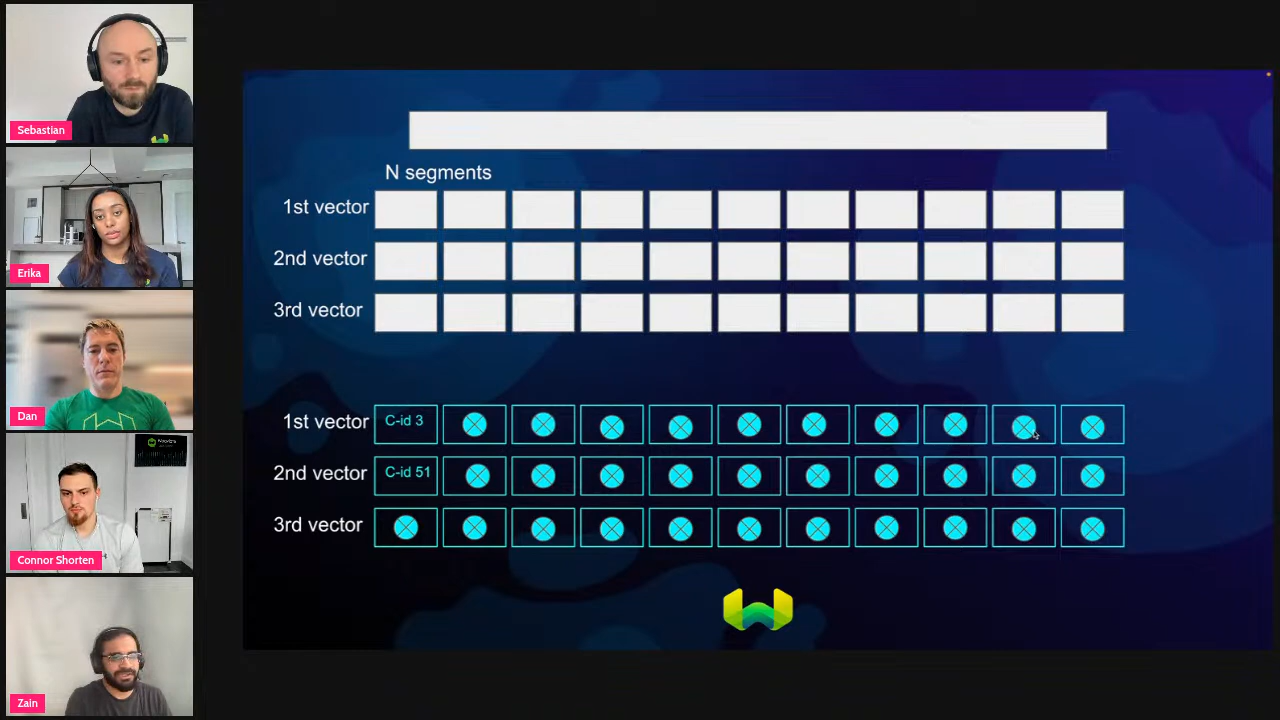 Sebastian
Erika
Dan
Connor Shorten
Zain
N segments
1st vector
2nd vector
3rd vector
1st vector C-id 3
2nd vector C-id 51
3rd vector